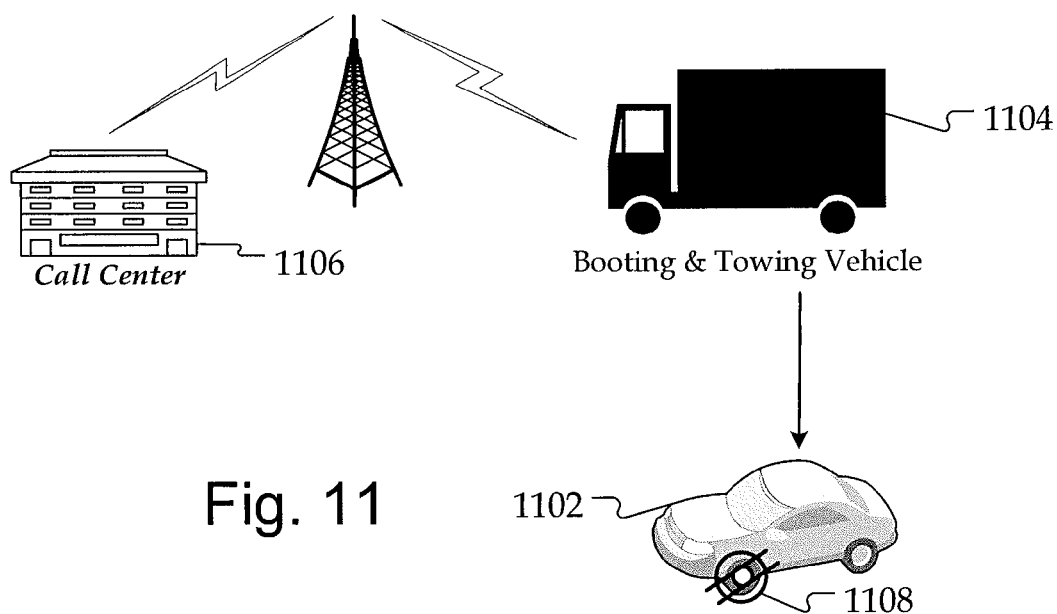 1104
1106
Call Center
Booting & Towing Vehicle
Fig. 11
1102
1108